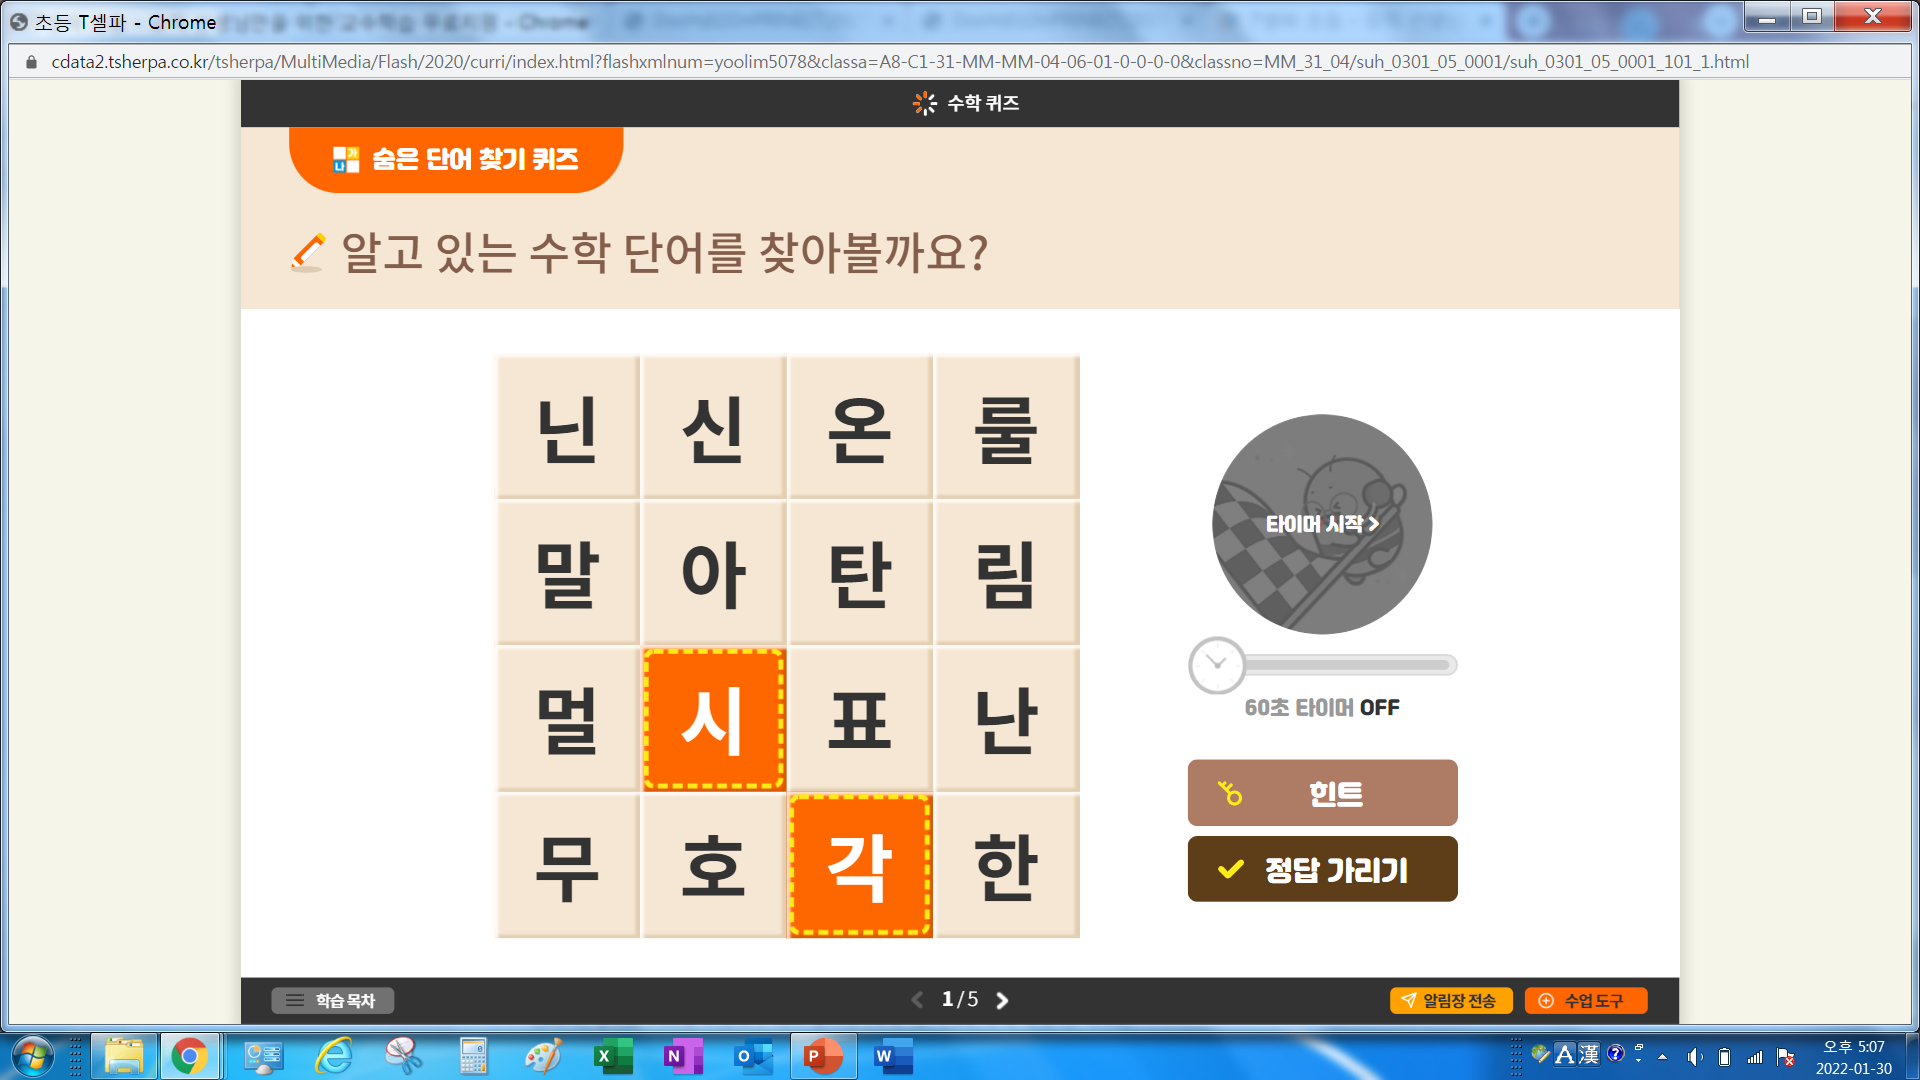 초등 T셀파 - Chrome
cdata2.tsherpa.co.kr/tsherpa/MultiMedia/Flash/2020/curri/index.html?flashxmlnum=yoolim5078&classa=A8-C1-31-MM-MM-04-06-01-0-0-0-0&classno=MM_31_04/suh_0301_05_0001/suh_0301_05_0001_101_1.html
수학 퀴즈
가
나
숨은 단어 찾기 퀴즈
알고 있는 수학 단어를 찾아볼까요?
닌 신 온 룰
말 아 탄 림
멀 시 표 난
무 호 각 한
타이머 시작 >
60초 타이머 OFF
힌트
정답 가리기
학습 목차
1/5
알림장 전송
수업 도구
A 漢
오후 5:07
2022-01-30